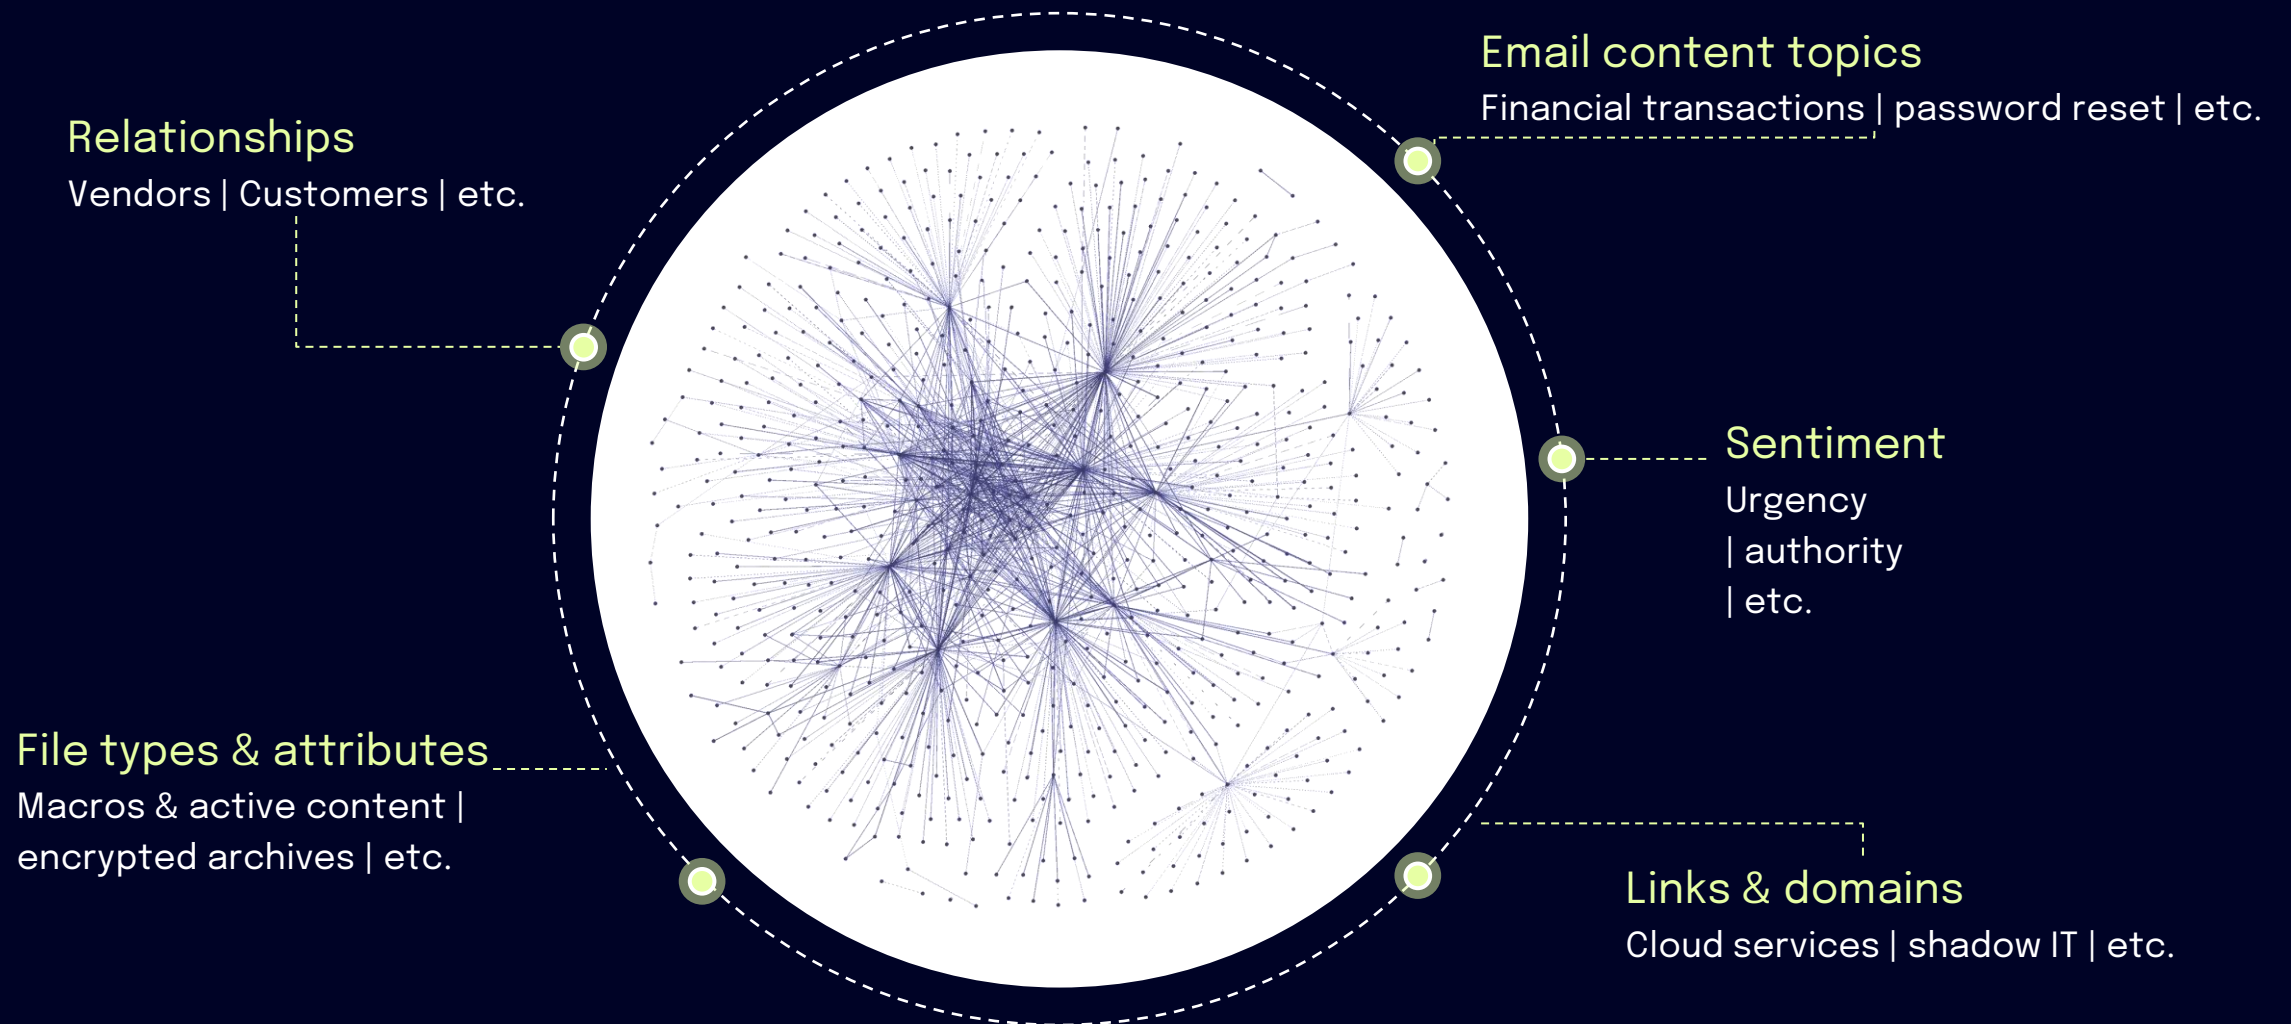 Email content topics
Financial transactions | password reset | etc.
Relationships
Vendors | Customers | etc.
Sentiment
Urgency
| authority
| etc.
File types & attributes
Macros & active content |
encrypted archives | etc.
Links & domains
Cloud services | shadow IT | etc.